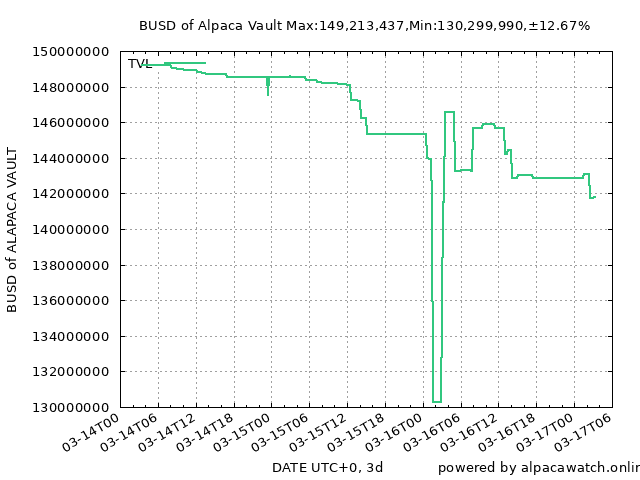 BUSD of Alpaca Vault Max:149,213,437,Min:130,299,990,±12.67%
150000000
TVL
148000000
146000000
144000000
142000000
140000000
138000000
136000000
134000000
132000000
130000000
BUSD of ALAPACA VAULT
03-14T00
03-14T06
03-14T12
03-14T18
03-15T00
03-15T06
03-15T12
03-15T18
03-16T00
03-16T06
03-16T12
03-16T18
03-17T00
03-17T06
DATE UTC+0, 3d
powered by alpacawatch.onlin